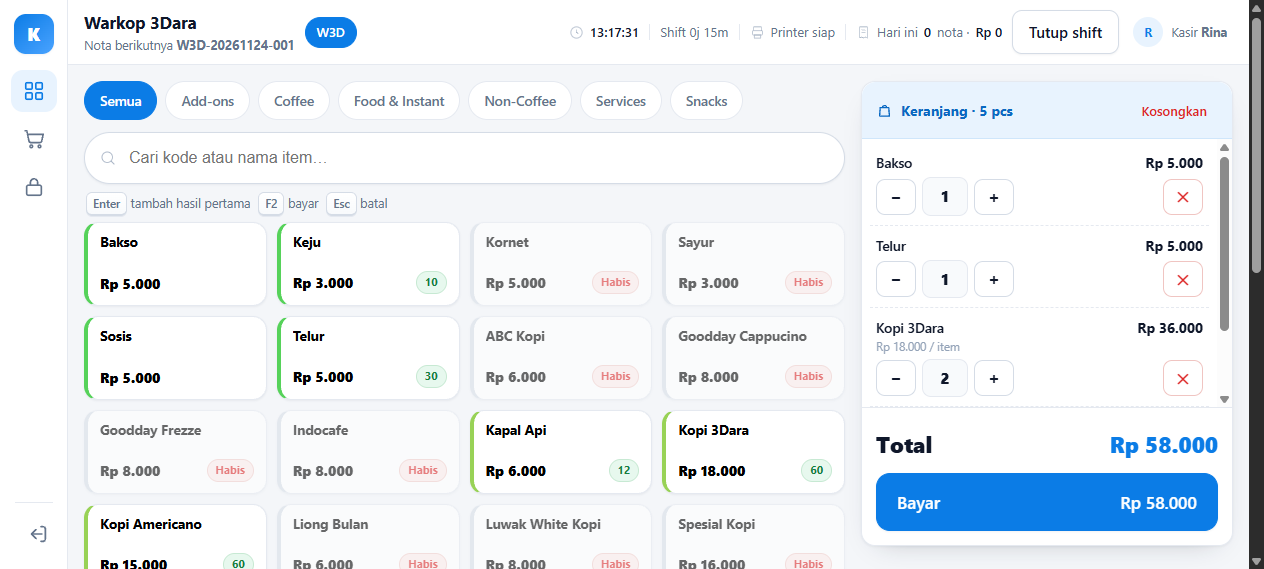 K
Warkop 3Dara
Nota berikutnya W3D-20261124-001
W3D
13:17:31
Shift 0j 15m
Printer siap
Hari ini 0 nota · Rp 0
Tutup shift
R
Kasir Rina
Semua
Add-ons
Coffee
Food & Instant
Non-Coffee
Services
Snacks
Cari kode atau nama item…
Enter tambah hasil pertama F2 bayar Esc batal
Bakso
Rp 5.000
Keju
Rp 3.000
10
Kornet
Rp 5.000
Habis
Sayur
Rp 3.000
Habis
Sosis
Rp 5.000
Telur
Rp 5.000
30
ABC Kopi
Rp 6.000
Habis
Goodday Cappucino
Rp 8.000
Habis
Goodday Frezze
Rp 8.000
Habis
Indocafe
Rp 8.000
Habis
Kapal Api
Rp 6.000
12
Kopi 3Dara
Rp 18.000
60
Kopi Americano
Rp 15.000
60
Liong Bulan
Rp 6.000
Habis
Luwak White Kopi
Rp 8.000
Habis
Spesial Kopi
Rp 16.000
Habis
Keranjang · 5 pcs
Kosongkan
Bakso
Rp 5.000
− 1 +
Telur
Rp 5.000
− 1 +
Kopi 3Dara
Rp 36.000
Rp 18.000 / item
− 2 +
Total
Rp 58.000
Bayar
Rp 58.000